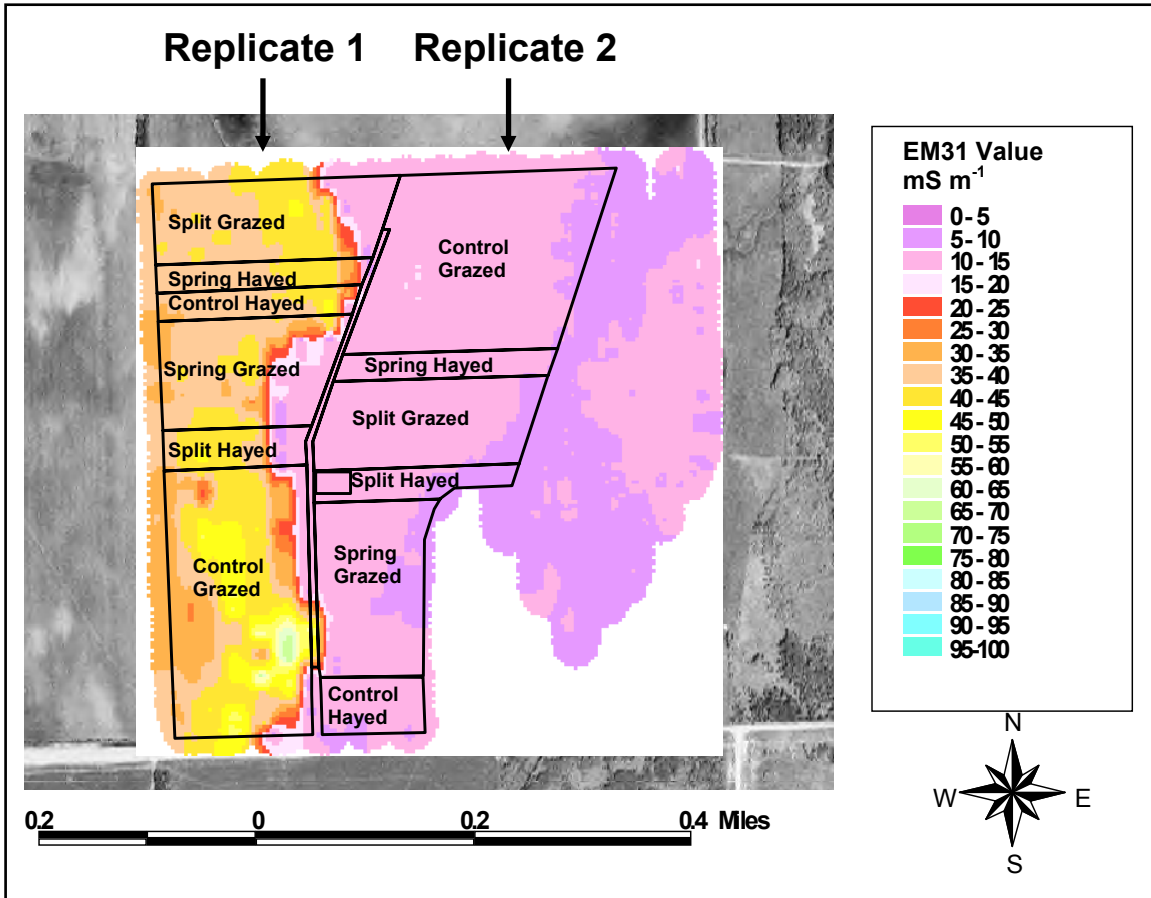 Replicate 1 Replicate 2
Split Grazed
Spring Hayed
Control Hayed
Spring Grazed
Split Hayed
Control
Grazed
Control
Grazed
Spring Hayed
Split Grazed
Split Hayed
Spring
Grazed
Control
Hayed
EM31 Value
mS m-1
0 - 5
5 - 10
10 - 15
15 - 20
20 - 25
25 - 30
30 - 35
35 - 40
40 - 45
45 - 50
50 - 55
55 - 60
60 - 65
65 - 70
70 - 75
75 - 80
80 - 85
85 - 90
90 - 95
95-100
0.2 0 0.2 0.4 Miles
N
W E
S